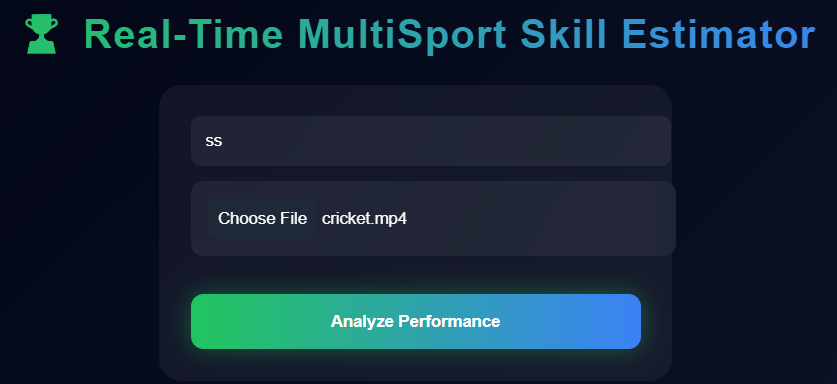 Real-Time MultiSport Skill Estimator
ss
Choose File cricket.mp4
Analyze Performance